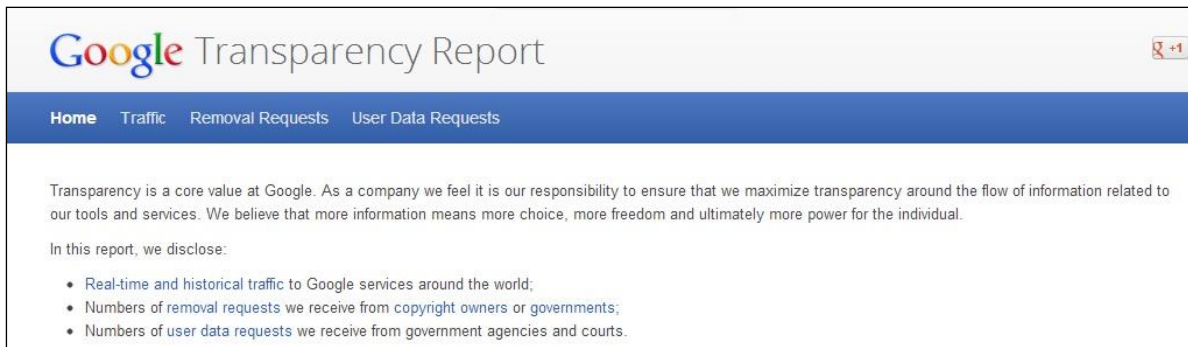 Google Transparency Report
g +1
Home Traffic Removal Requests User Data Requests
Transparency is a core value at Google. As a company we feel it is our responsibility to ensure that we maximize transparency around the flow of information related to
our tools and services. We believe that more information means more choice, more freedom and ultimately more power for the individual.
In this report, we disclose:
• Real-time and historical traffic to Google services around the world;
• Numbers of removal requests we receive from copyright owners or governments;
• Numbers of user data requests we receive from government agencies and courts.